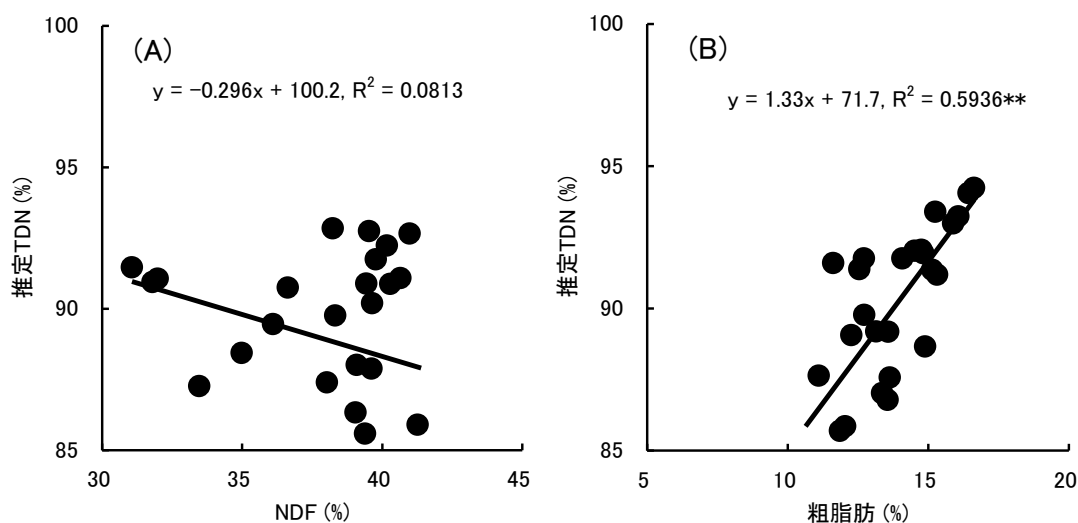 (A)
y = −0.296x + 100.2, R² = 0.0813
100
95
90
85
推定TDN (%)
30
35
40
45
NDF (%)
(B)
y = 1.33x + 71.7, R² = 0.5936**
100
95
90
85
推定TDN (%)
5
10
15
20
粗脂肪 (%)